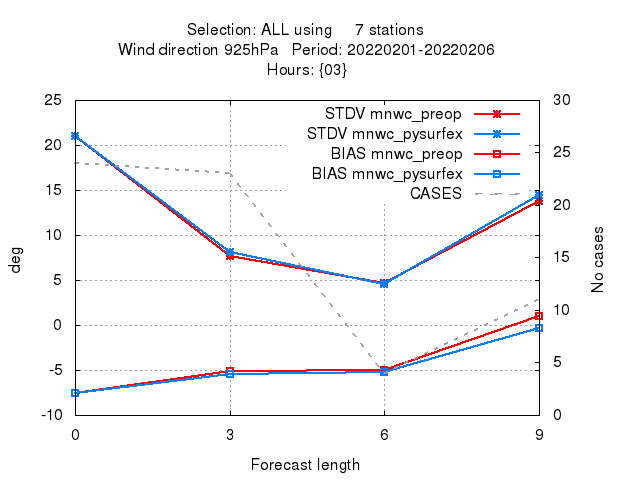 Selection: ALL using     7 stations
Wind direction 925hPa   Period: 20220201-20220206
Hours: {03}
25
20
15
10
5
0
-5
-10
deg
30
25
20
15
10
5
0
No cases
STDV mnwc_preop
STDV mnwc_pysurfex
BIAS mnwc_preop
BIAS mnwc_pysurfex
CASES
0 3 6 9
Forecast length